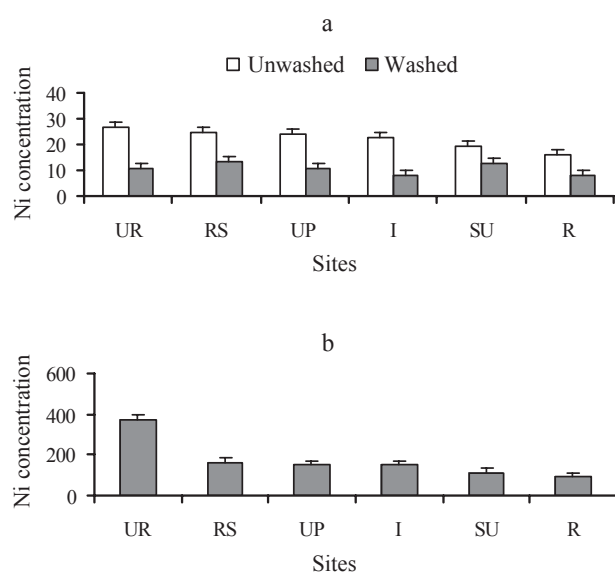 a
Unwashed Washed
Ni concentration
40
30
20
10
0
UR RS UP I SU R
Sites
b
Ni concentration
600
400
200
0
UR RS UP I SU R
Sites